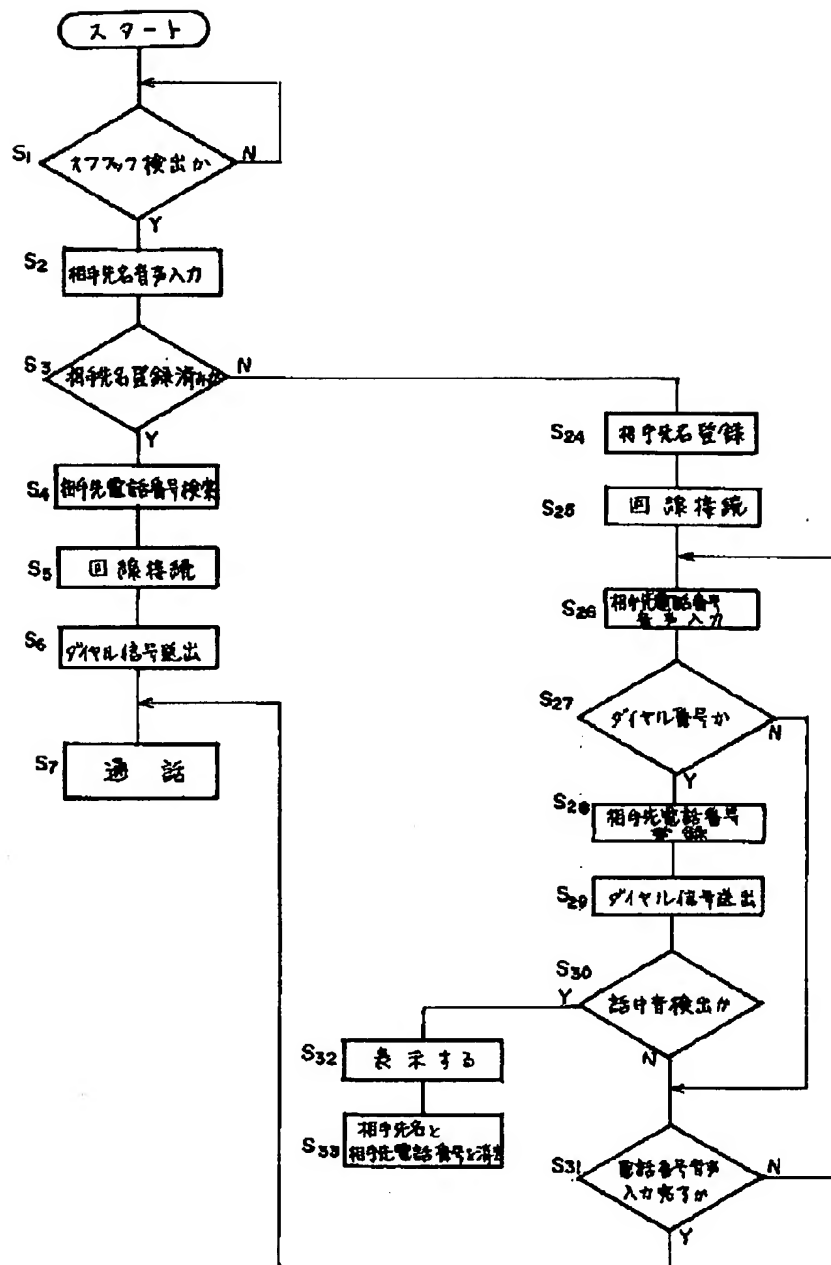 スタート
S1
オフフック検出か
N
Y
S2
相手先名音声入力
S3
相手先名登録済みか
N
Y
S4
相手先電話番号検索
S5
回線接続
S6
ダイヤル信号送出
S7
通話
S24
相手先名登録
S25
回線接続
S26
相手先電話番号
音声入力
S27
ダイヤル番号か
N
Y
S28
相手先電話番号
登録
S29
ダイヤル信号送出
S30
話中音検出か
Y
N
S32
表示する
S33
相手先名と
相手先電話番号を消去
S31
電話番号音声
入力完了か
N
Y